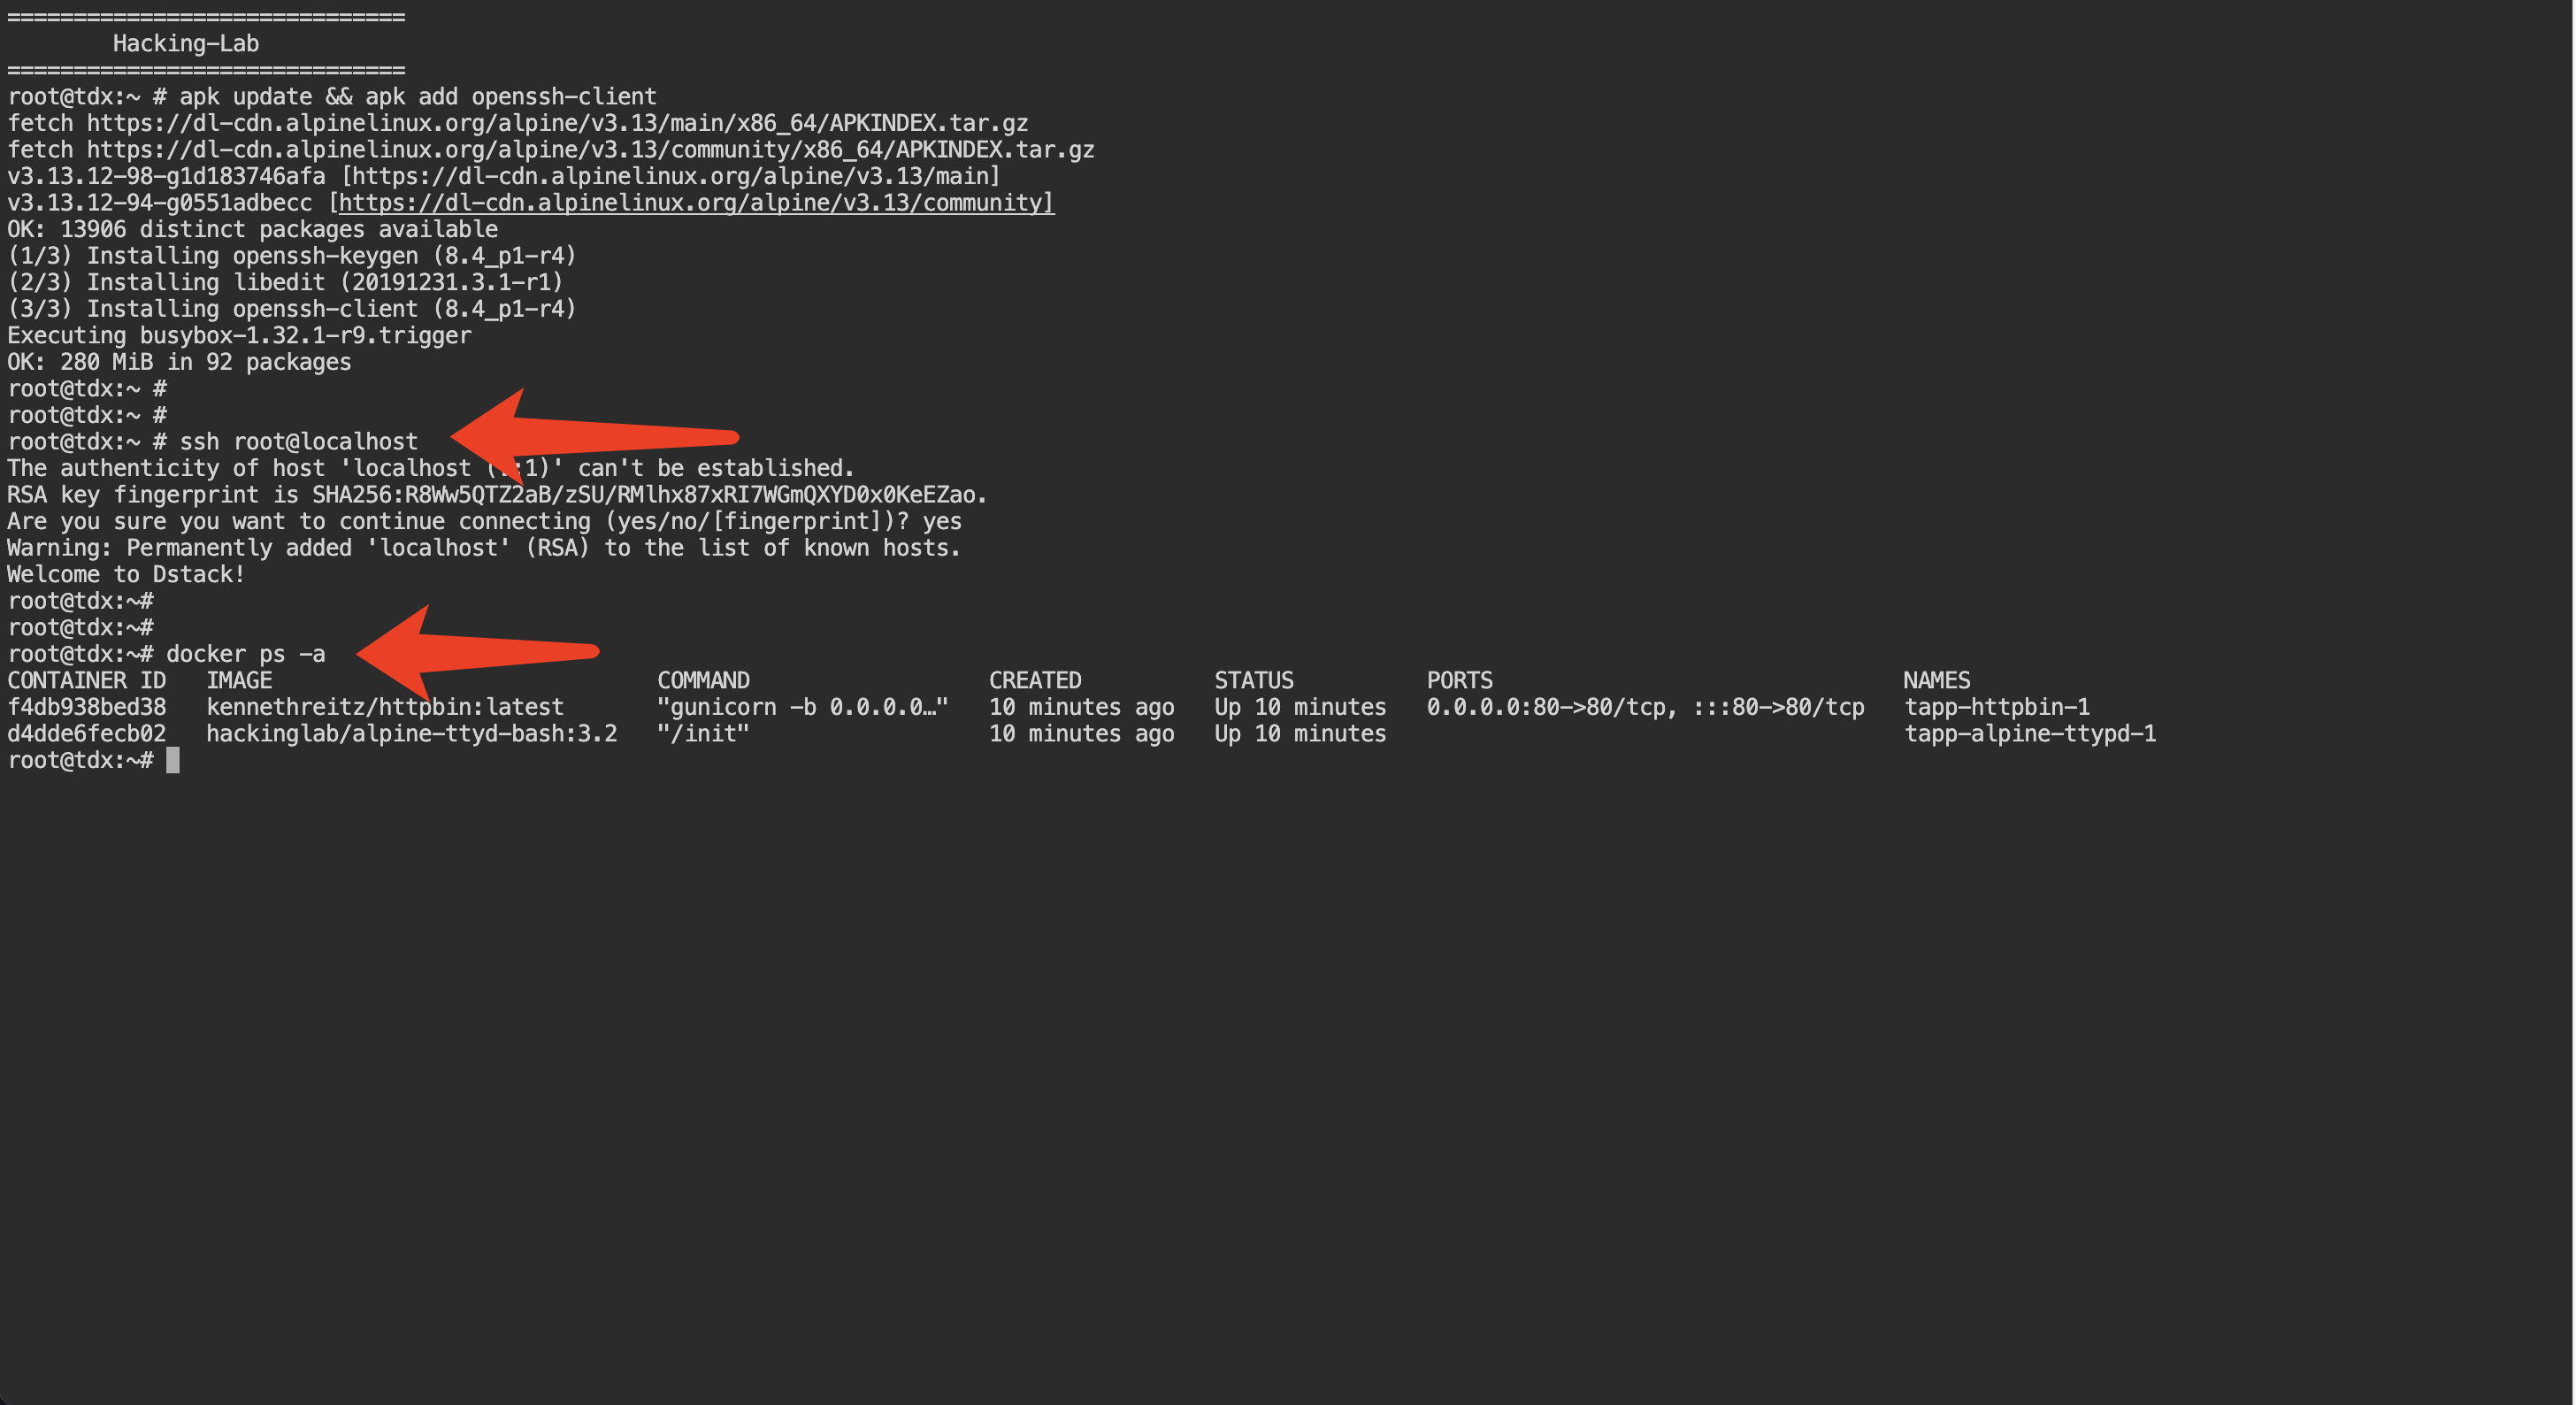 ==============================
Hacking-Lab
==============================
root@tdx:~ # apk update && apk add openssh-client
fetch https://dl-cdn.alpinelinux.org/alpine/v3.13/main/x86_64/APKINDEX.tar.gz
fetch https://dl-cdn.alpinelinux.org/alpine/v3.13/community/x86_64/APKINDEX.tar.gz
v3.13.12-98-g1d183746afa [https://dl-cdn.alpinelinux.org/alpine/v3.13/main]
v3.13.12-94-g0551adbecc [https://dl-cdn.alpinelinux.org/alpine/v3.13/community]
OK: 13906 distinct packages available
(1/3) Installing openssh-keygen (8.4_p1-r4)
(2/3) Installing libedit (20191231.3.1-r1)
(3/3) Installing openssh-client (8.4_p1-r4)
Executing busybox-1.32.1-r9.trigger
OK: 280 MiB in 92 packages
root@tdx:~ #
root@tdx:~ #
root@tdx:~ # ssh root@localhost
The authenticity of host 'localhost (::1)' can't be established.
RSA key fingerprint is SHA256:R8Ww5QTZ2aB/zSU/RMlhx87xRI7WGmQXYD0x0KeEZao.
Are you sure you want to continue connecting (yes/no/[fingerprint])? yes
Warning: Permanently added 'localhost' (RSA) to the list of known hosts.
Welcome to Dstack!
root@tdx:~#
root@tdx:~#
root@tdx:~# docker ps -a
CONTAINER ID   IMAGE                             COMMAND                  CREATED          STATUS          PORTS                               NAMES
f4db938bed38   kennethreitz/httpbin:latest       "gunicorn -b 0.0.0.0…"   10 minutes ago   Up 10 minutes   0.0.0.0:80->80/tcp, :::80->80/tcp   tapp-httpbin-1
d4dde6fecb02   hackinglab/alpine-ttyd-bash:3.2   "/init"                  10 minutes ago   Up 10 minutes                                       tapp-alpine-ttypd-1
root@tdx:~#